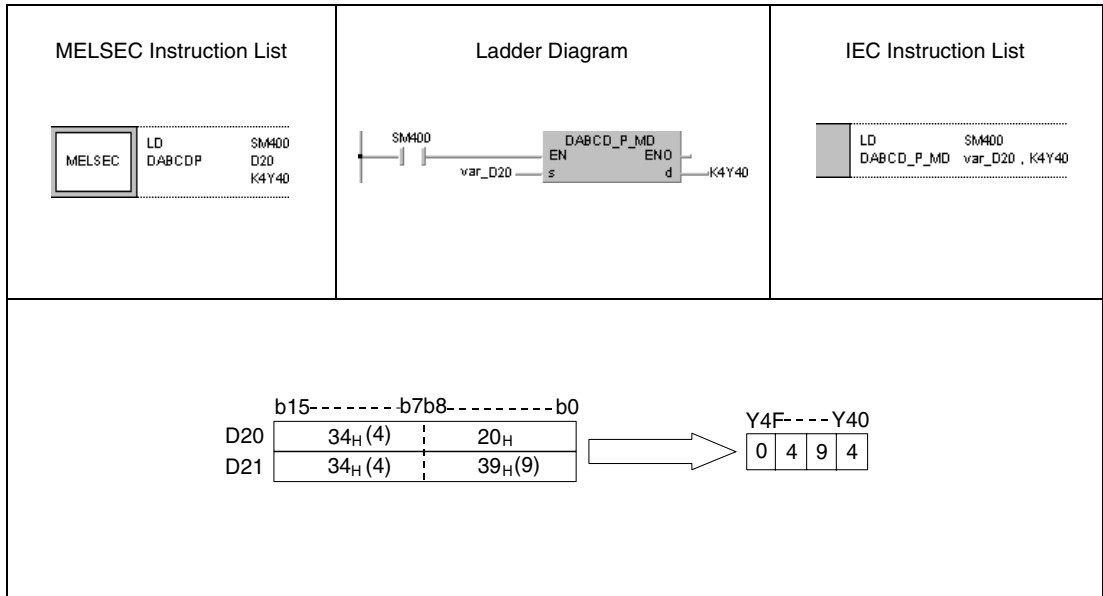 MELSEC Instruction List
MELSEC
LD SM400
DABCDP D20
K4Y40
Ladder Diagram
SM400
DABCD_P_MD
EN ENO
var_D20 s d K4Y40
IEC Instruction List
LD SM400
DABCD_P_MD var_D20 , K4Y40
b15--------b7b8---------b0
D20 34H (4) 20H
D21 34H (4) 39H(9)
Y4F----Y40
0 4 9 4